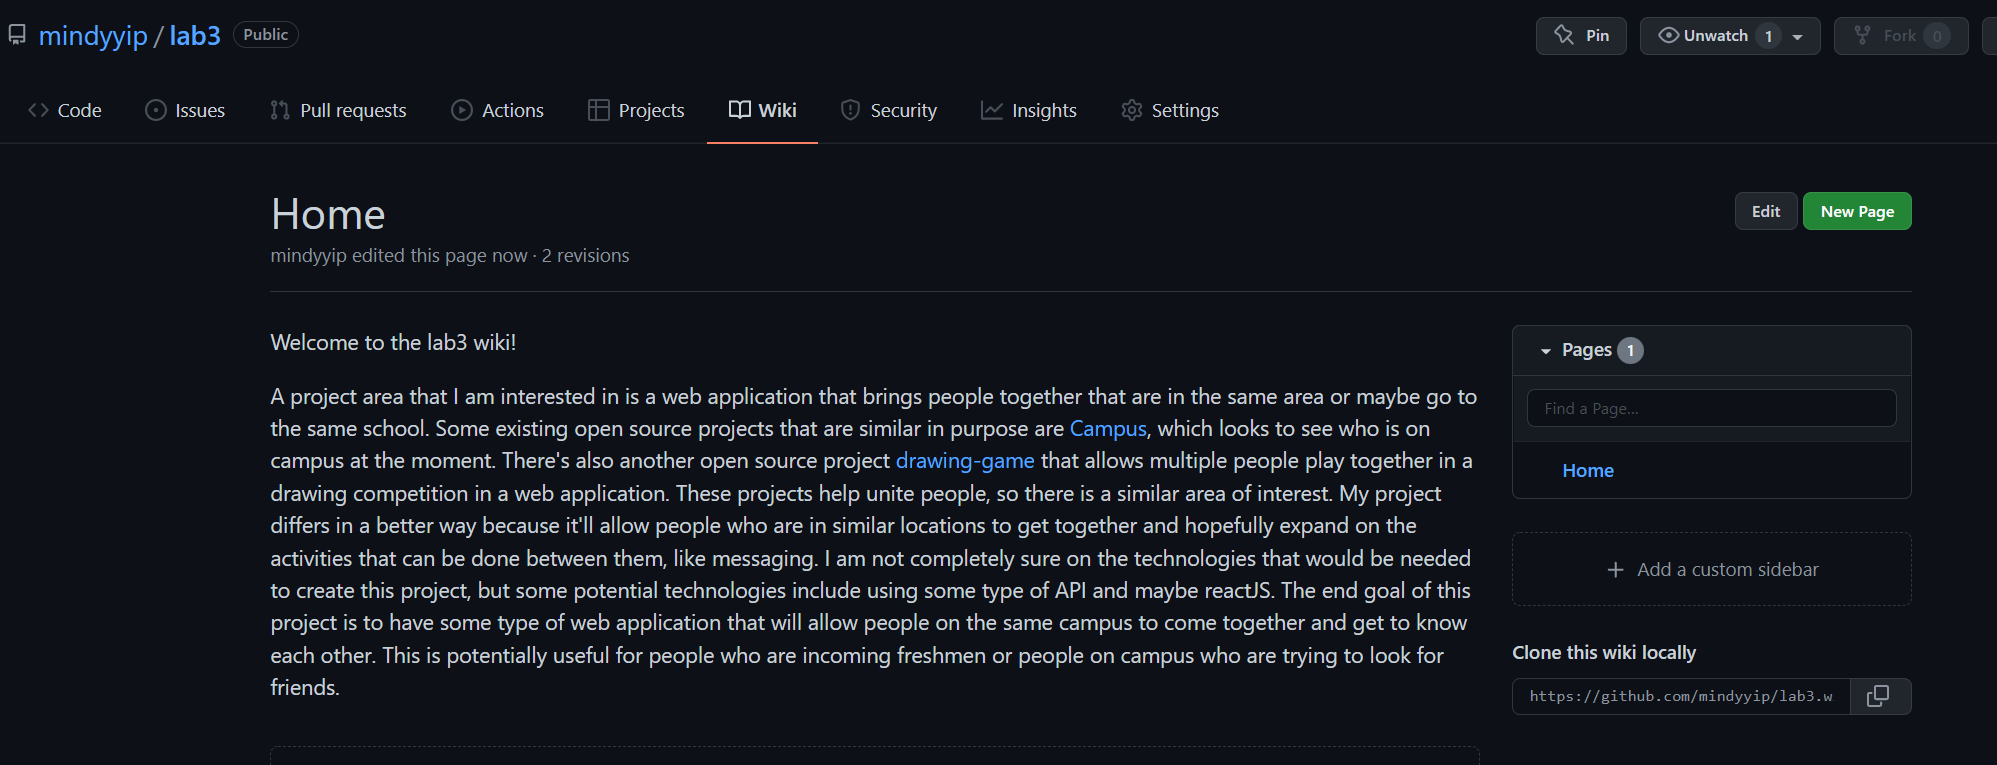 mindyyip / lab3 Public
Pin
Unwatch 1
Fork 0
Code
Issues
Pull requests
Actions
Projects
Wiki
Security
Insights
Settings
Home
Edit
New Page
mindyyip edited this page now · 2 revisions
Welcome to the lab3 wiki!
A project area that I am interested in is a web application that brings people together that are in the same area or maybe go to
the same school. Some existing open source projects that are similar in purpose are Campus, which looks to see who is on
campus at the moment. There's also another open source project drawing-game that allows multiple people play together in a
drawing competition in a web application. These projects help unite people, so there is a similar area of interest. My project
differs in a better way because it'll allow people who are in similar locations to get together and hopefully expand on the
activities that can be done between them, like messaging. I am not completely sure on the technologies that would be needed
to create this project, but some potential technologies include using some type of API and maybe reactJS. The end goal of this
project is to have some type of web application that will allow people on the same campus to come together and get to know
each other. This is potentially useful for people who are incoming freshmen or people on campus who are trying to look for
friends.
Pages 1
Find a Page...
Home
+ Add a custom sidebar
Clone this wiki locally
https://github.com/mindyyip/lab3.w